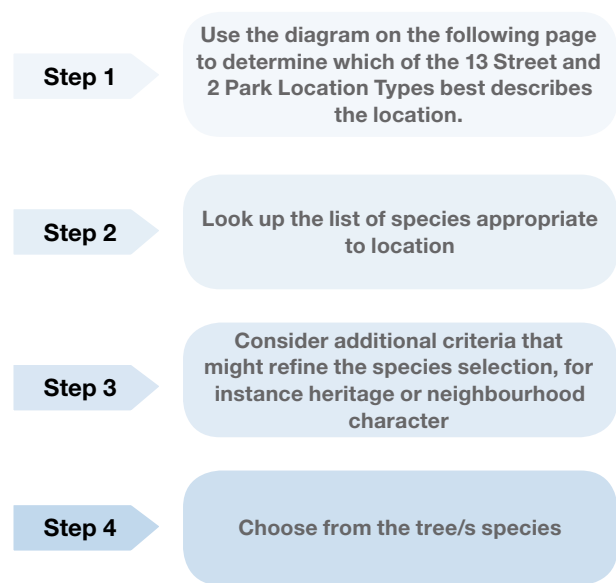 Step 1
Use the diagram on the following page
to determine which of the 13 Street and
2 Park Location Types best describes
the location.
Step 2
Look up the list of species appropriate
to location
Step 3
Consider additional criteria that
might refine the species selection, for
instance heritage or neighbourhood
character
Step 4
Choose from the tree/s species